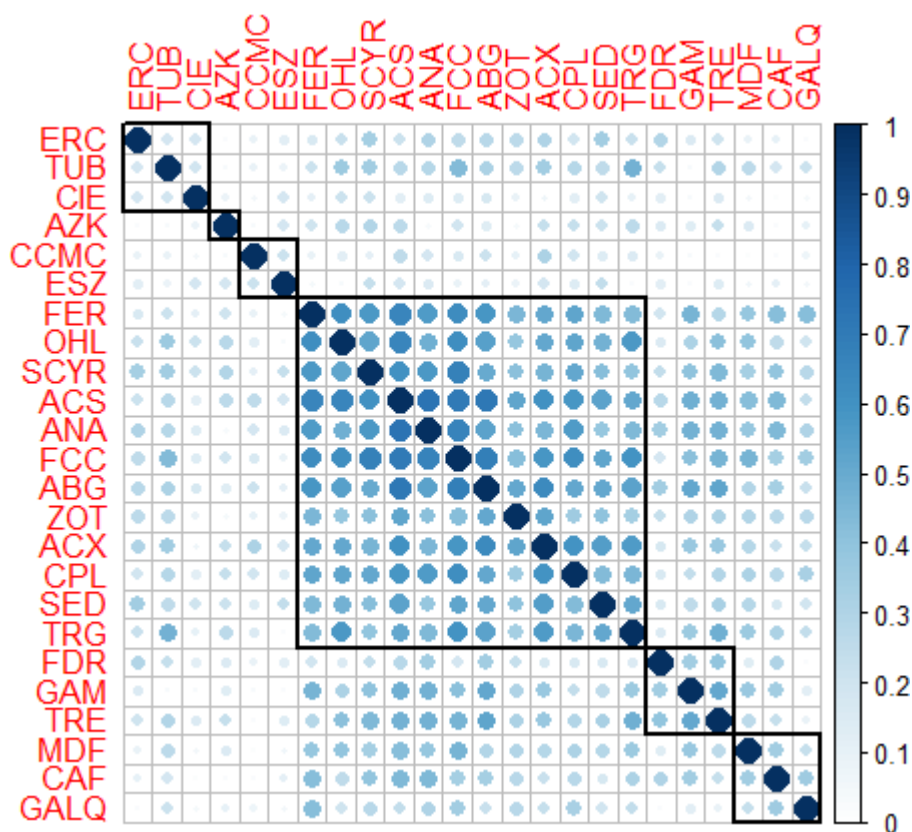 ERC TUB CIE AZK CCMC ESZ FER OHL SCYR ACS ANA FCC ABG ZOT ACX CPL SED TRG FDR GAM TRE MDF CAF GALQ
ERC
TUB
CIE
AZK
CCMC
ESZ
FER
OHL
SCYR
ACS
ANA
FCC
ABG
ZOT
ACX
CPL
SED
TRG
FDR
GAM
TRE
MDF
CAF
GALQ
1
0.9
0.8
0.7
0.6
0.5
0.4
0.3
0.2
0.1
0